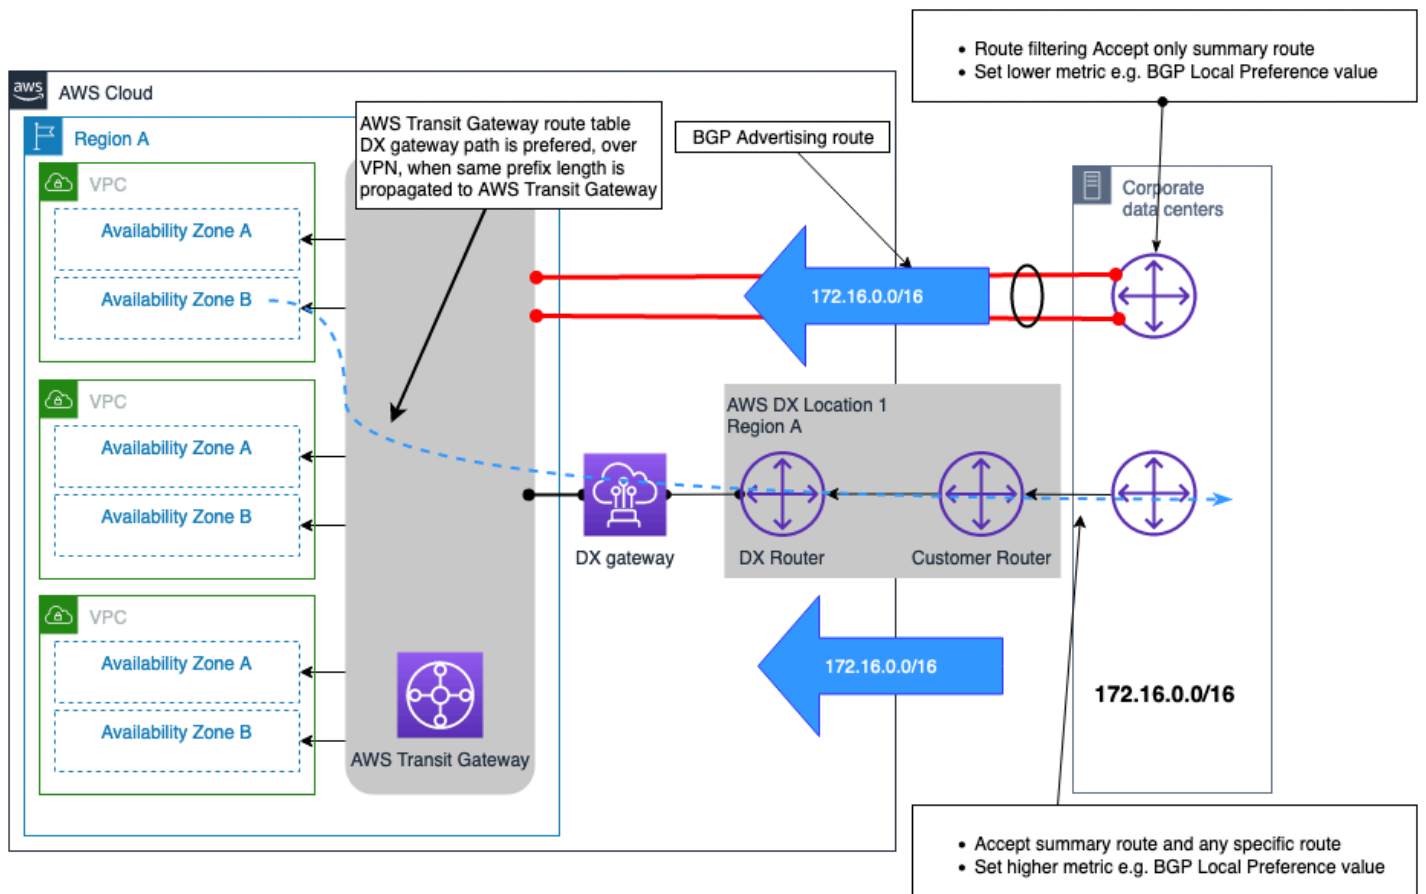 • Route filtering Accept only summary route
• Set lower metric e.g. BGP Local Preference value
aws
AWS Cloud
Region A
AWS Transit Gateway route table
DX gateway path is prefered, over
VPN, when same prefix length is
propagated to AWS Transit Gateway
BGP Advertising route
Corporate
data centers
VPC
Availability Zone A
Availability Zone B
172.16.0.0/16
VPC
Availability Zone A
Availability Zone B
AWS DX Location 1
Region A
DX gateway
DX Router
Customer Router
VPC
Availability Zone A
Availability Zone B
AWS Transit Gateway
172.16.0.0/16
172.16.0.0/16
• Accept summary route and any specific route
• Set higher metric e.g. BGP Local Preference value